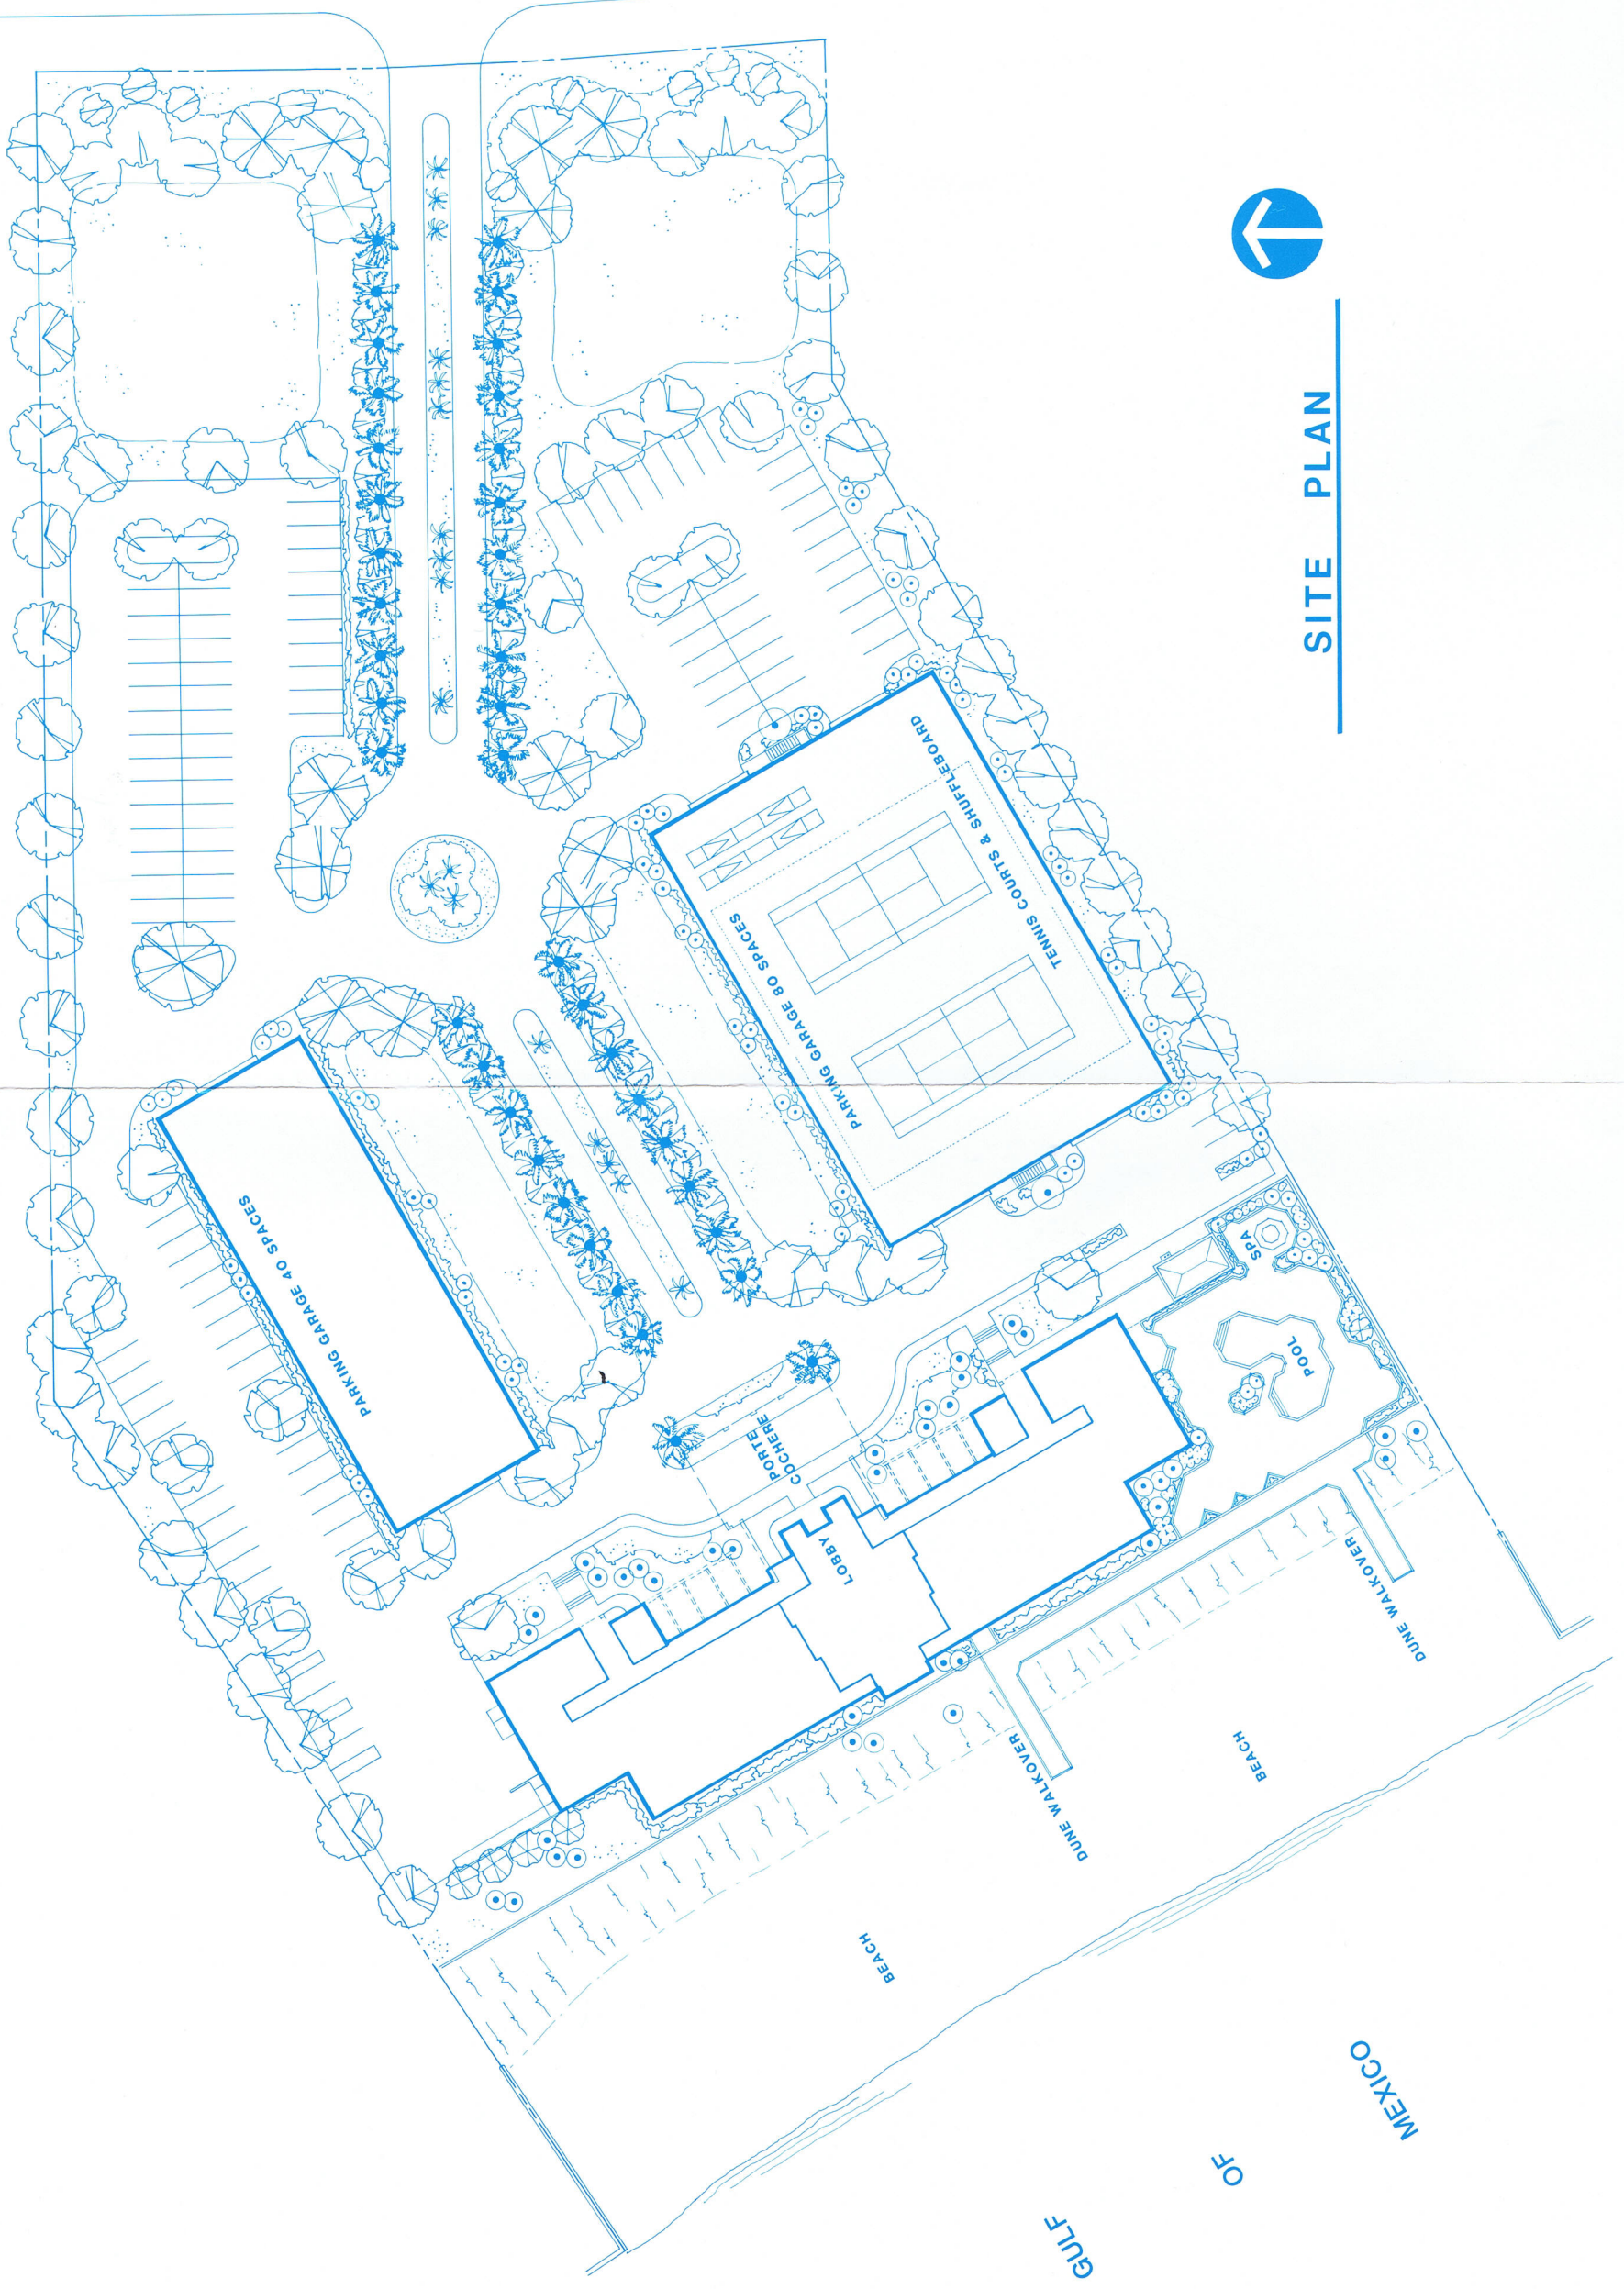 SITE PLAN
TENNIS COURTS & SHUFFLEBOARD
PARKING GARAGE 80 SPACES
PARKING GARAGE 40 SPACES
SPA
POOL
PORTE
COCHERE
LOBBY
DUNE WALKOVER
DUNE WALKOVER
BEACH
BEACH
GULF OF MEXICO